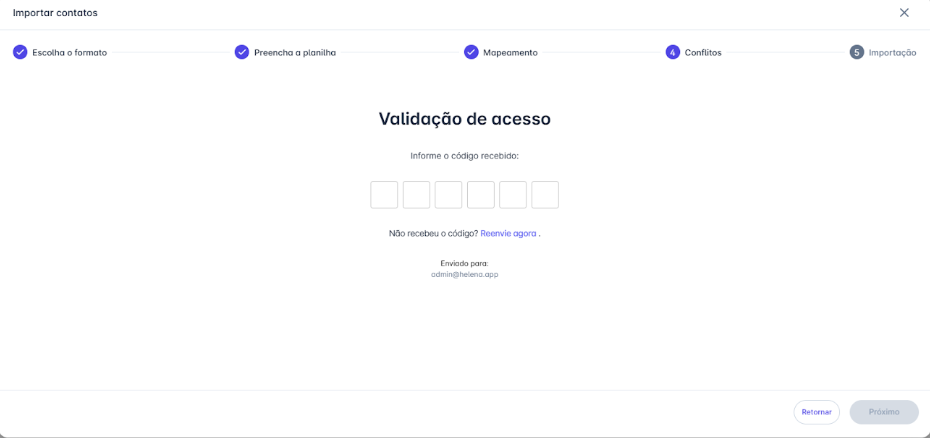 Importar contatos
Escolha o formato
Preencha a planilha
Mapeamento
4 Conflitos
5 Importação
Validação de acesso
Informe o código recebido:
Não recebeu o código? Reenvie agora .
Enviado para:
admin@helena.app
Retornar
Próximo